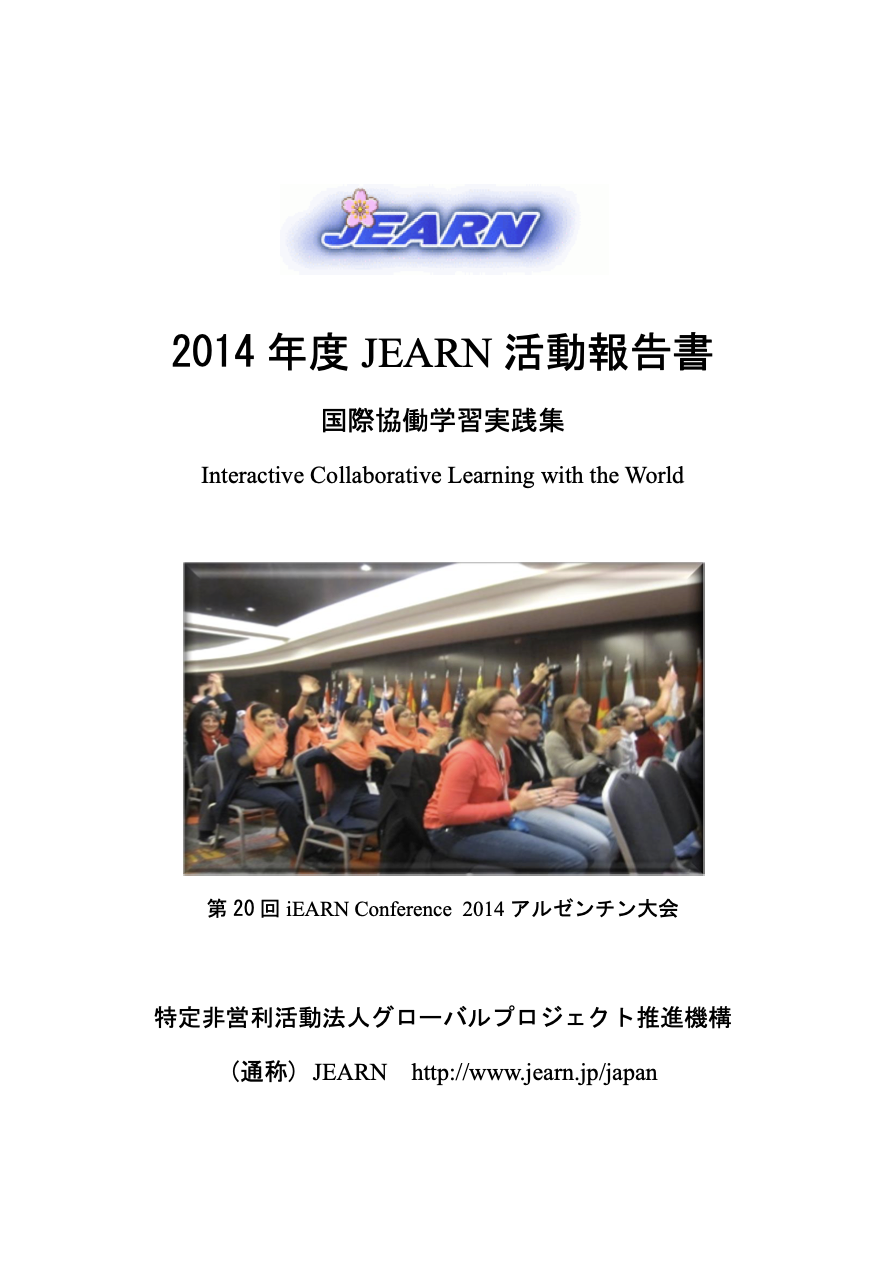 JEARN
2014 年度 JEARN 活動報告書
国際協働学習実践集
Interactive Collaborative Learning with the World
第 20 回 iEARN Conference 2014 アルゼンチン大会
特定非営利活動法人グローバルプロジェクト推進機構
（通称）JEARN http://www.jearn.jp/japan